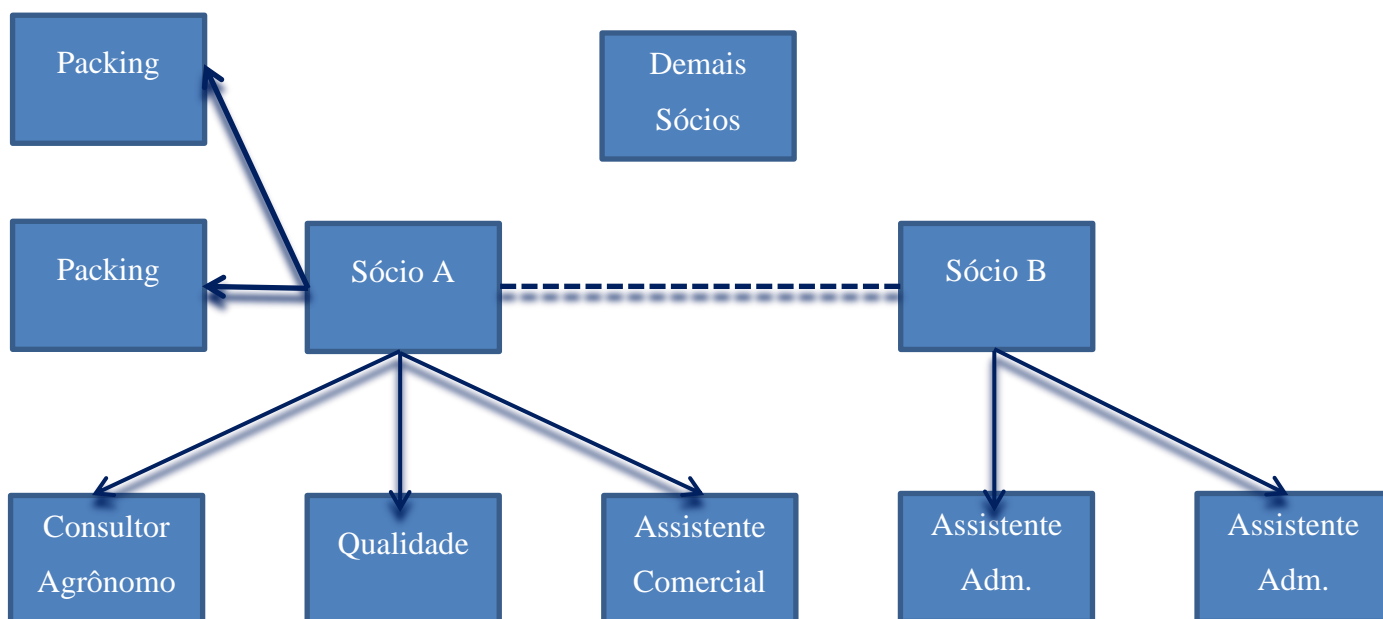 Packing
Demais
Sócios
Packing
Sócio A
Sócio B
Consultor
Agrônomo
Qualidade
Assistente
Comercial
Assistente
Adm.
Assistente
Adm.